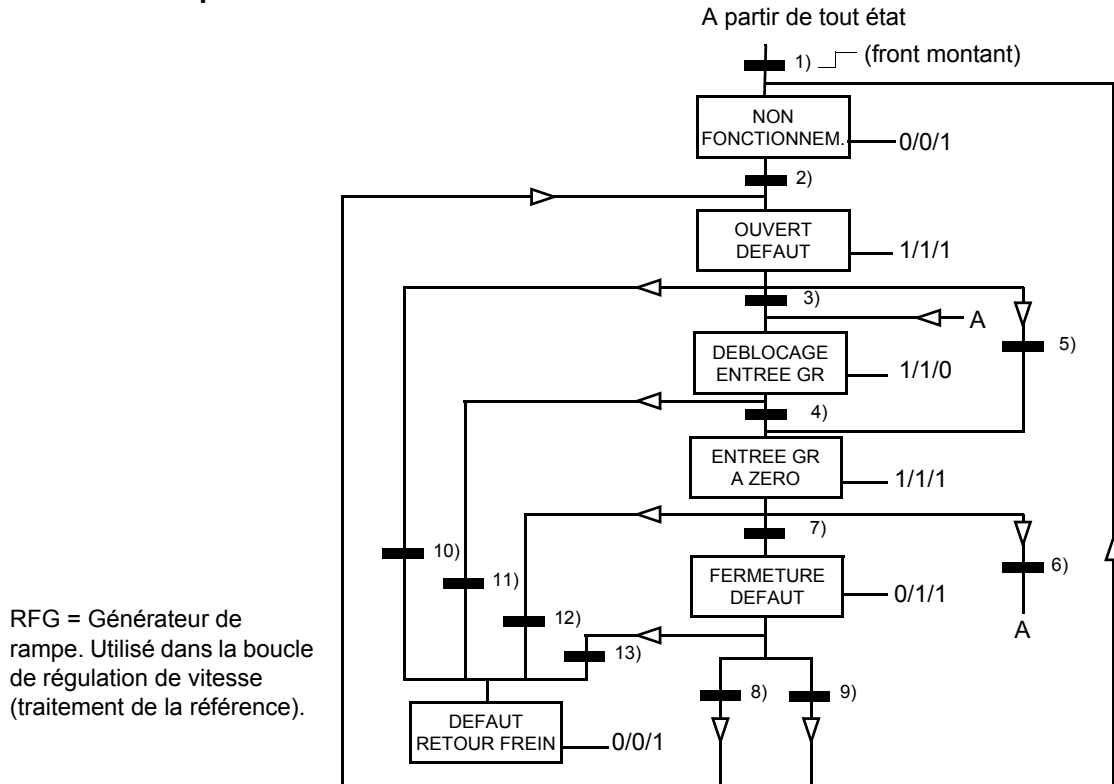 A partir de tout état
1) (front montant)
NON
FONCTIONNEM.
0/0/1
2)
OUVERT
DEFAUT
1/1/1
3)
A
5)
DEBLOCAGE
ENTREE GR
1/1/0
4)
ENTREE GR
A ZERO
1/1/1
7)
6)
10)
11)
FERMETURE
DEFAUT
0/1/1
A
12)
13)
RFG = Générateur de
rampe. Utilisé dans la boucle
de régulation de vitesse
(traitement de la référence).
8)
9)
DEFAUT
RETOUR FREIN
0/0/1